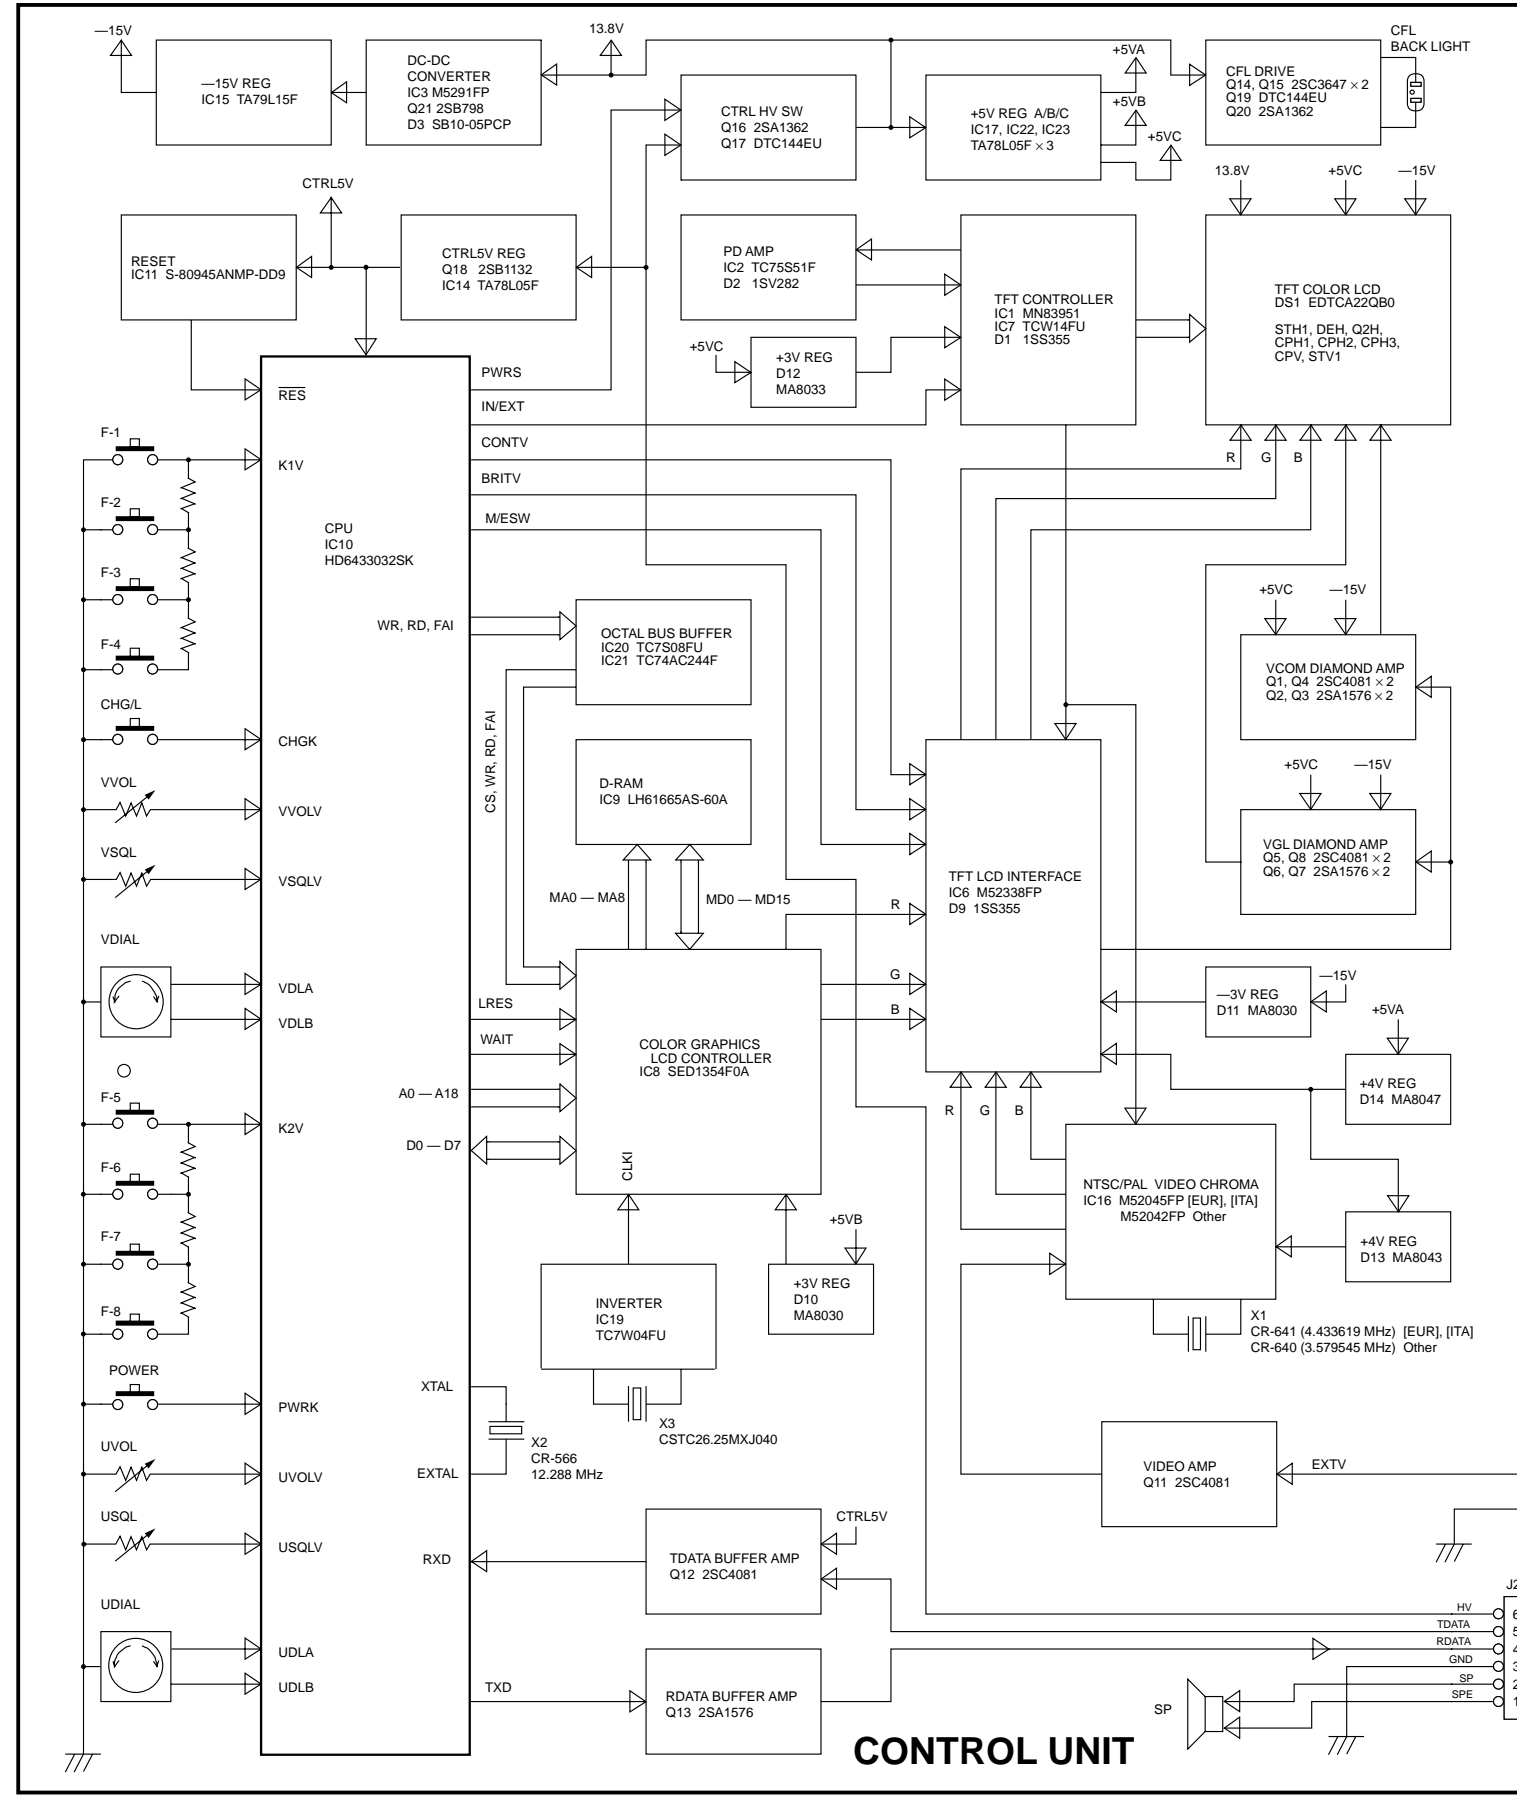 —15V
—15V REG
IC15 TA79L15F
DC-DC
CONVERTER
IC3 M5291FP
Q21 2SB798
D3 SB10-05PCP
13.8V
CTRL HV SW
Q16 2SA1362
Q17 DTC144EU
+5V REG A/B/C
IC17, IC22, IC23
TA78L05F × 3
+5VA
+5VB
+5VC
CFL DRIVE
Q14, Q15 2SC3647 × 2
Q19 DTC144EU
Q20 2SA1362
CFL
BACK LIGHT
CTRL5V
RESET
IC11 S-80945ANMP-DD9
CTRL5V REG
Q18 2SB1132
IC14 TA78L05F
PD AMP
IC2 TC75S51F
D2 1SV282
+5VC
+3V REG
D12
MA8033
TFT CONTROLLER
IC1 MN83951
IC7 TCW14FU
D1 1SS355
13.8V
+5VC
—15V
TFT COLOR LCD
DS1 EDTCA22QB0
STH1, DEH, Q2H,
CPH1, CPH2, CPH3,
CPV, STV1
R
G
B
RES
PWRS
IN/EXT
CONTV
BRITV
M/ESW
F-1
K1V
F-2
F-3
F-4
CPU
IC10
HD6433032SK
WR, RD, FAI
OCTAL BUS BUFFER
IC20 TC7S08FU
IC21 TC74AC244F
CS, WR, RD, FAI
+5VC
—15V
VCOM DIAMOND AMP
Q1, Q4 2SC4081 × 2
Q2, Q3 2SA1576 × 2
CHG/L
CHGK
VVOL
VVOLV
VSQL
VSQLV
D-RAM
IC9 LH61665AS-60A
MA0 — MA8
MD0 — MD15
+5VC
—15V
VGL DIAMOND AMP
Q5, Q8 2SC4081 × 2
Q6, Q7 2SA1576 × 2
TFT LCD INTERFACE
IC6 M52338FP
D9 1SS355
R
G
B
VDIAL
VDLA
VDLB
LRES
WAIT
A0 — A18
D0 — D7
COLOR GRAPHICS
LCD CONTROLLER
IC8 SED1354F0A
CLKI
—15V
—3V REG
D11 MA8030
+5VA
+4V REG
D14 MA8047
R
G
B
F-5
K2V
F-6
F-7
F-8
NTSC/PAL VIDEO CHROMA
IC16 M52045FP [EUR], [ITA]
M52042FP Other
+4V REG
D13 MA8043
+5VB
+3V REG
D10
MA8030
INVERTER
IC19
TC7W04FU
X1
CR-641 (4.433619 MHz) [EUR], [ITA]
CR-640 (3.579545 MHz) Other
POWER
PWRK
XTAL
X3
CSTC26.25MXJ040
X2
CR-566
12.288 MHz
EXTAL
UVOL
UVOLV
VIDEO AMP
Q11 2SC4081
EXTV
USQL
USQLV
RXD
TDATA BUFFER AMP
Q12 2SC4081
CTRL5V
UDIAL
UDLA
UDLB
TXD
RDATA BUFFER AMP
Q13 2SA1576
J2
HV 6
TDATA 5
RDATA 4
GND 3
SP 2
SPE 1
SP
CONTROL UNIT